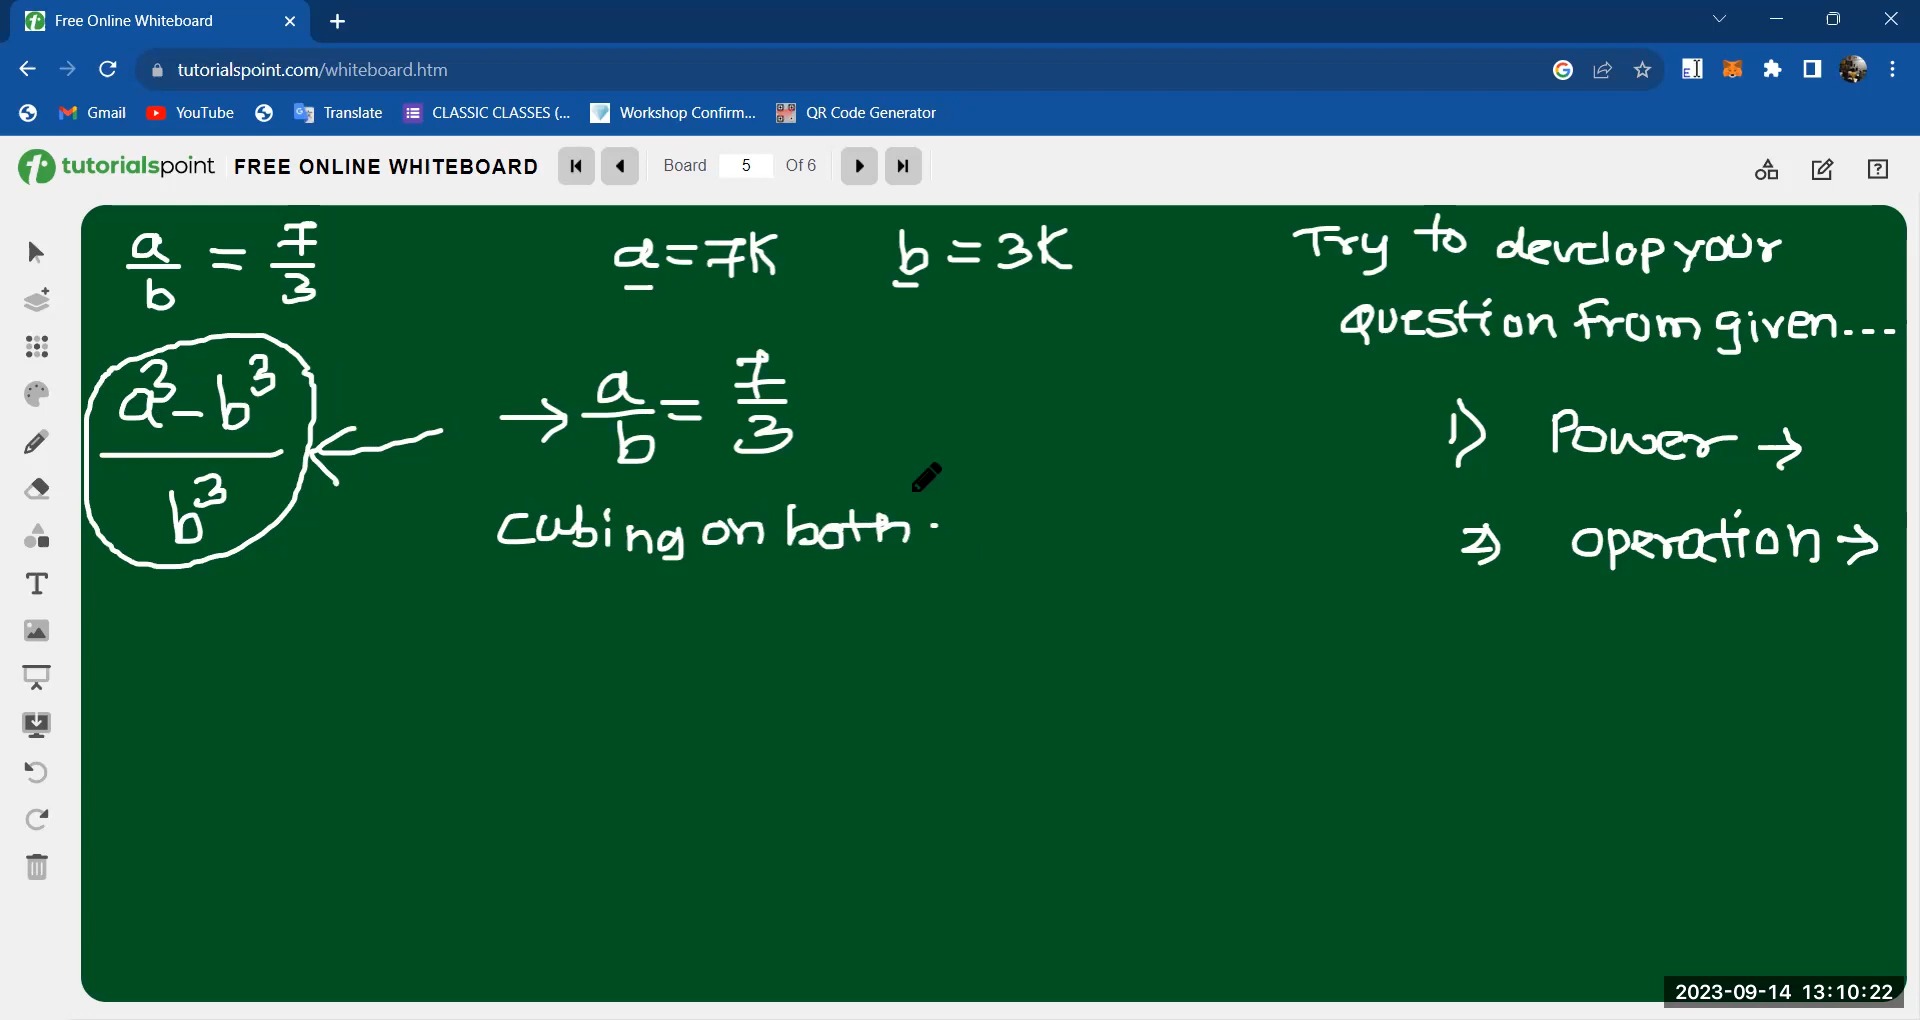 Free Online Whiteboard
tutorialspoint.com/whiteboard.htm
Gmail YouTube Translate CLASSIC CLASSES (... Workshop Confirm... QR Code Generator
tutorialspoint FREE ONLINE WHITEBOARD Board 5 Of 6
a/b = 7/3 a=7K b=3K
Try to develop your
question from given...
(a³-b³)/b³ → a/b = 7/3
1) Power →
cubing on both
2) operation →
2023-09-14 13:10:22